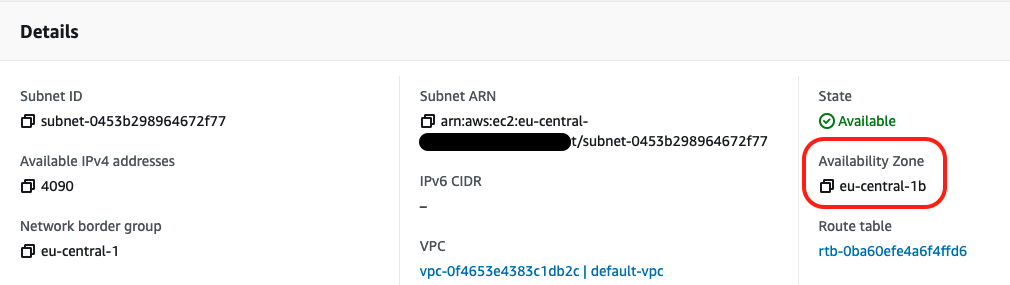 Details
Subnet ID
subnet-0453b298964672f77
Available IPv4 addresses
4090
Network border group
eu-central-1
Subnet ARN
arn:aws:ec2:eu-central-
t/subnet-0453b298964672f77
IPv6 CIDR
–
VPC
vpc-0f4653e4383c1db2c | default-vpc
State
Available
Availability Zone
eu-central-1b
Route table
rtb-0ba60efe4a6f4ffd6